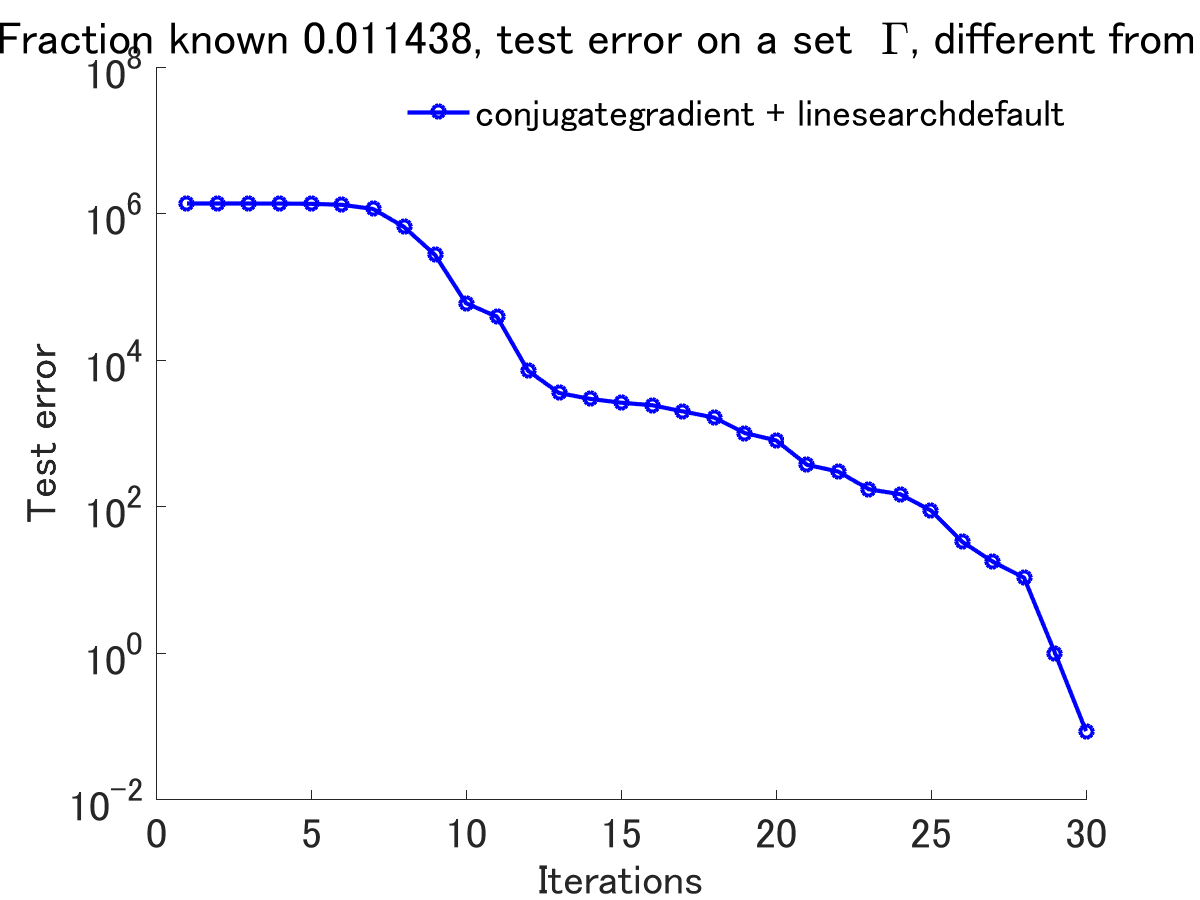 Fraction known 0.011438, test error on a set Γ, different from
10^8
conjugategradient + linesearchdefault
10^6
10^4
Test error
10^2
10^0
10^−2
0 5 10 15 20 25 30
Iterations